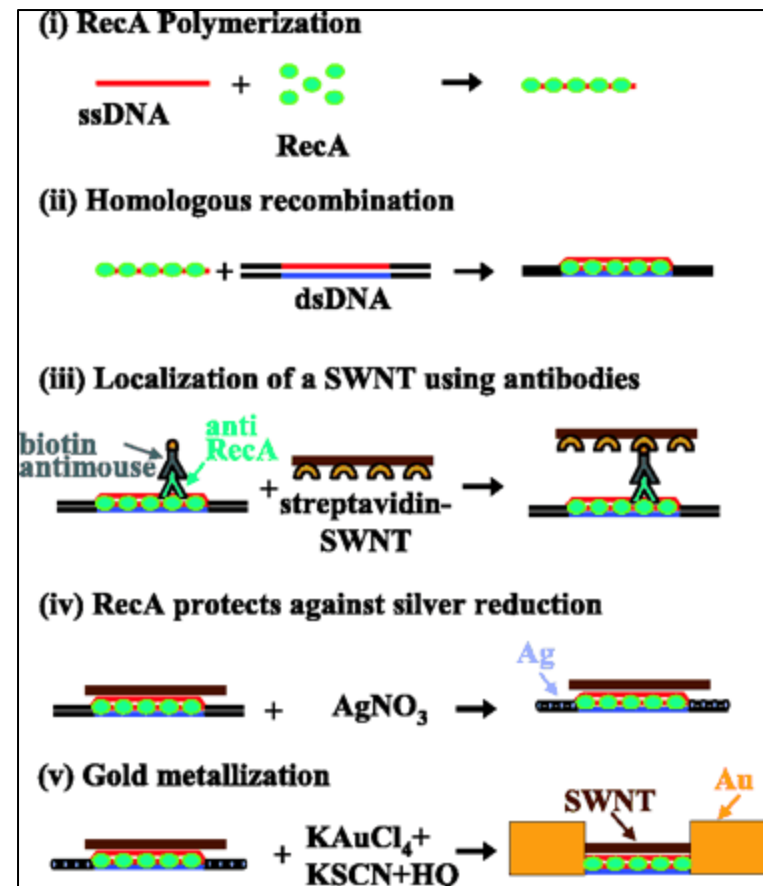 (i) RecA Polymerization
+
ssDNA
RecA
(ii) Homologous recombination
+
dsDNA
(iii) Localization of a SWNT using antibodies
biotin
antimouse
anti
RecA
+
streptavidin-
SWNT
(iv) RecA protects against silver reduction
Ag
+ AgNO₃
(v) Gold metallization
SWNT
Au
+ KAuCl₄+
KSCN+HQ